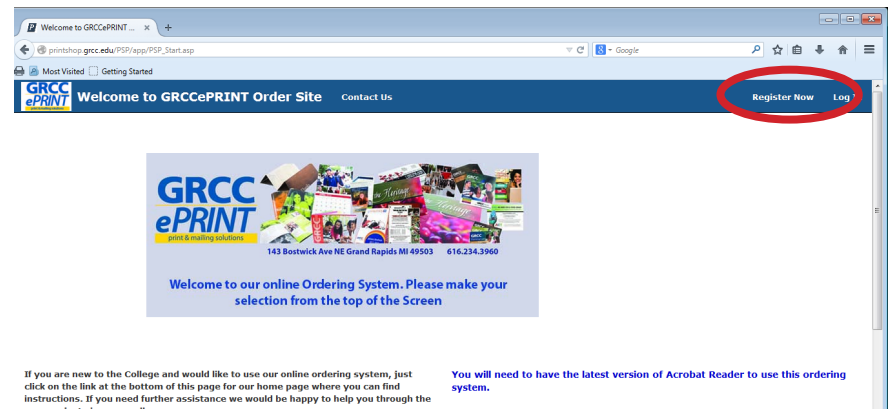 Welcome to GRCCePRINT ... × +
printshop.grcc.edu/PSP/app/PSP_Start.asp
Google
Most Visited Getting Started
GRCC ePRINT
Welcome to GRCCePRINT Order Site Contact Us Register Now Log
GRCC
ePRINT
print & mailing solutions
143 Bostwick Ave NE Grand Rapids MI 49503 616.234.3960
Welcome to our online Ordering System. Please make your
selection from the top of the Screen
If you are new to the College and would like to use our online ordering system, just
click on the link at the bottom of this page for our home page where you can find
instructions. If you need further assistance we would be happy to help you through the
You will need to have the latest version of Acrobat Reader to use this ordering
system.